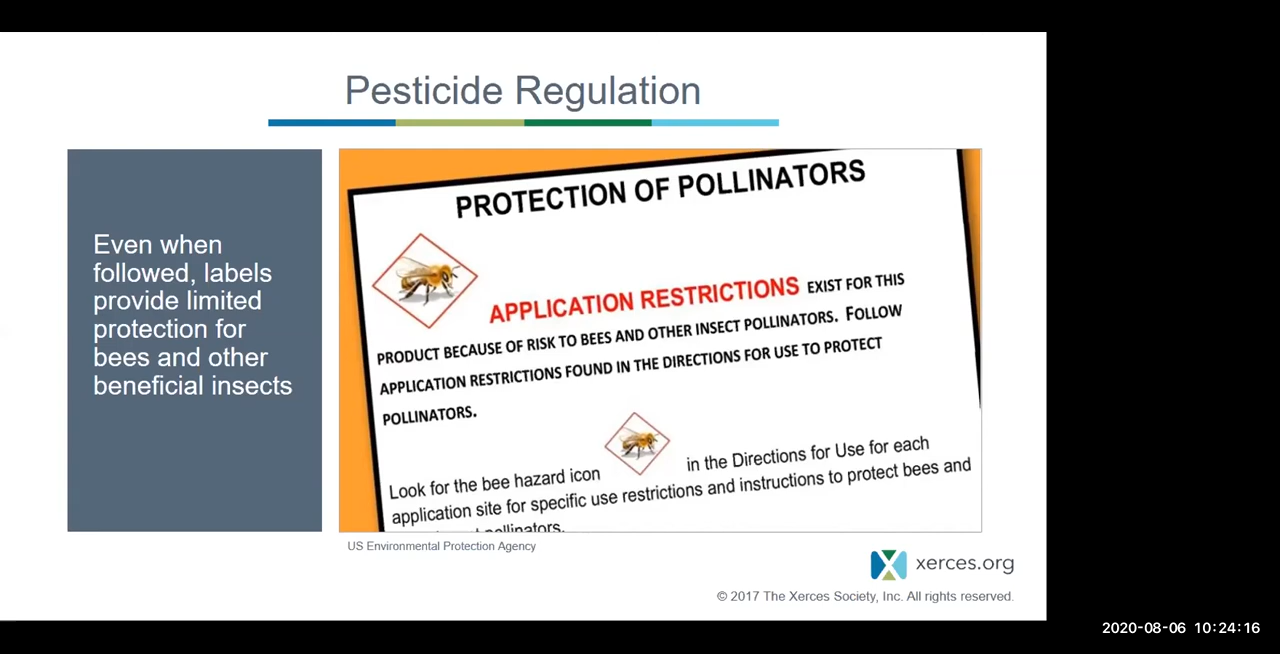 Pesticide Regulation
Even when
followed, labels
provide limited
protection for
bees and other
beneficial insects
PROTECTION OF POLLINATORS
APPLICATION RESTRICTIONS EXIST FOR THIS
PRODUCT BECAUSE OF RISK TO BEES AND OTHER INSECT POLLINATORS. FOLLOW
APPLICATION RESTRICTIONS FOUND IN THE DIRECTIONS FOR USE TO PROTECT
POLLINATORS.
Look for the bee hazard icon in the Directions for Use for each
application site for specific use restrictions and instructions to protect bees and
pollinators.
US Environmental Protection Agency
xerces.org
© 2017 The Xerces Society, Inc. All rights reserved.
2020-08-06 10:24:16